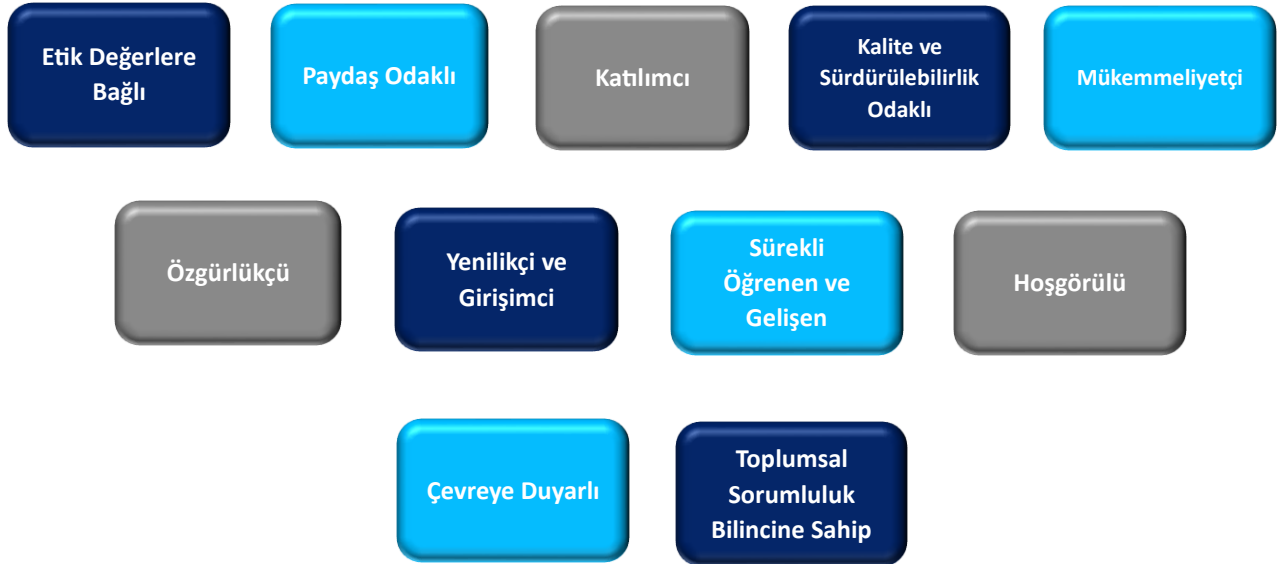 Etik Değerlere
Bağlı
Paydaş Odaklı
Katılımcı
Kalite ve
Sürdürülebilirlik
Odaklı
Mükemmeliyetçi
Özgürlükçü
Yenilikçi ve
Girişimci
Sürekli
Öğrenen ve
Gelişen
Hoşgörülü
Çevreye Duyarlı
Toplumsal
Sorumluluk
Bilincine Sahip